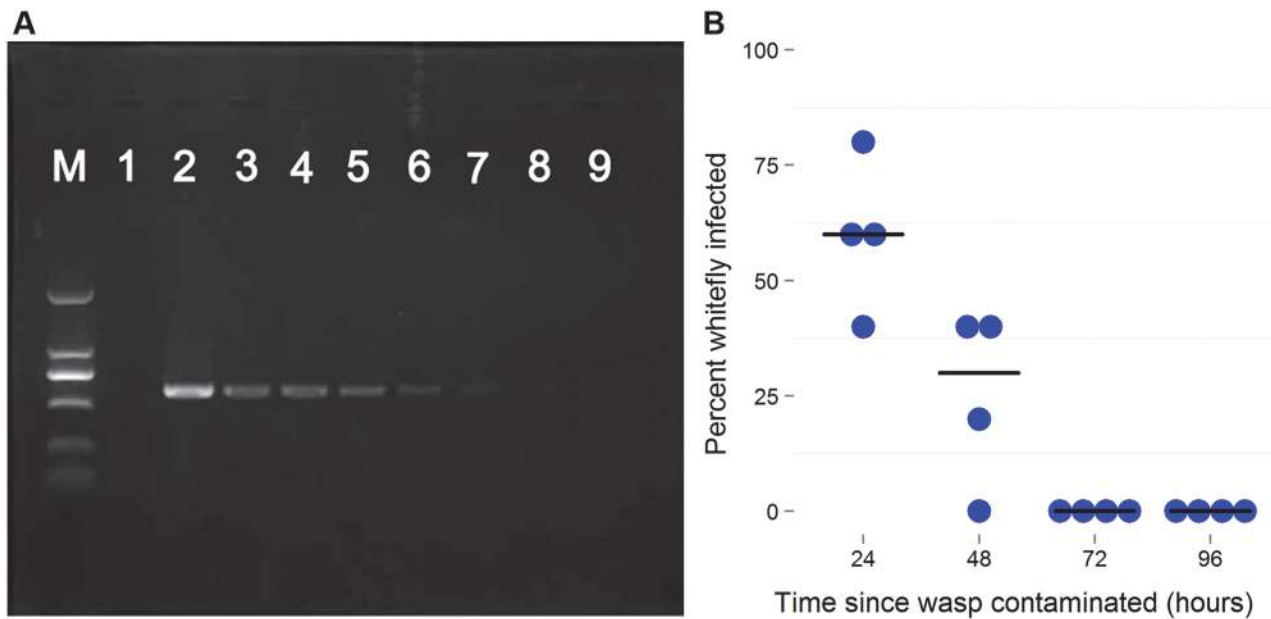 A
M 1 2 3 4 5 6 7 8 9
B
Percent whitefly infected
100
75
50
25
0
24 48 72 96
Time since wasp contaminated (hours)